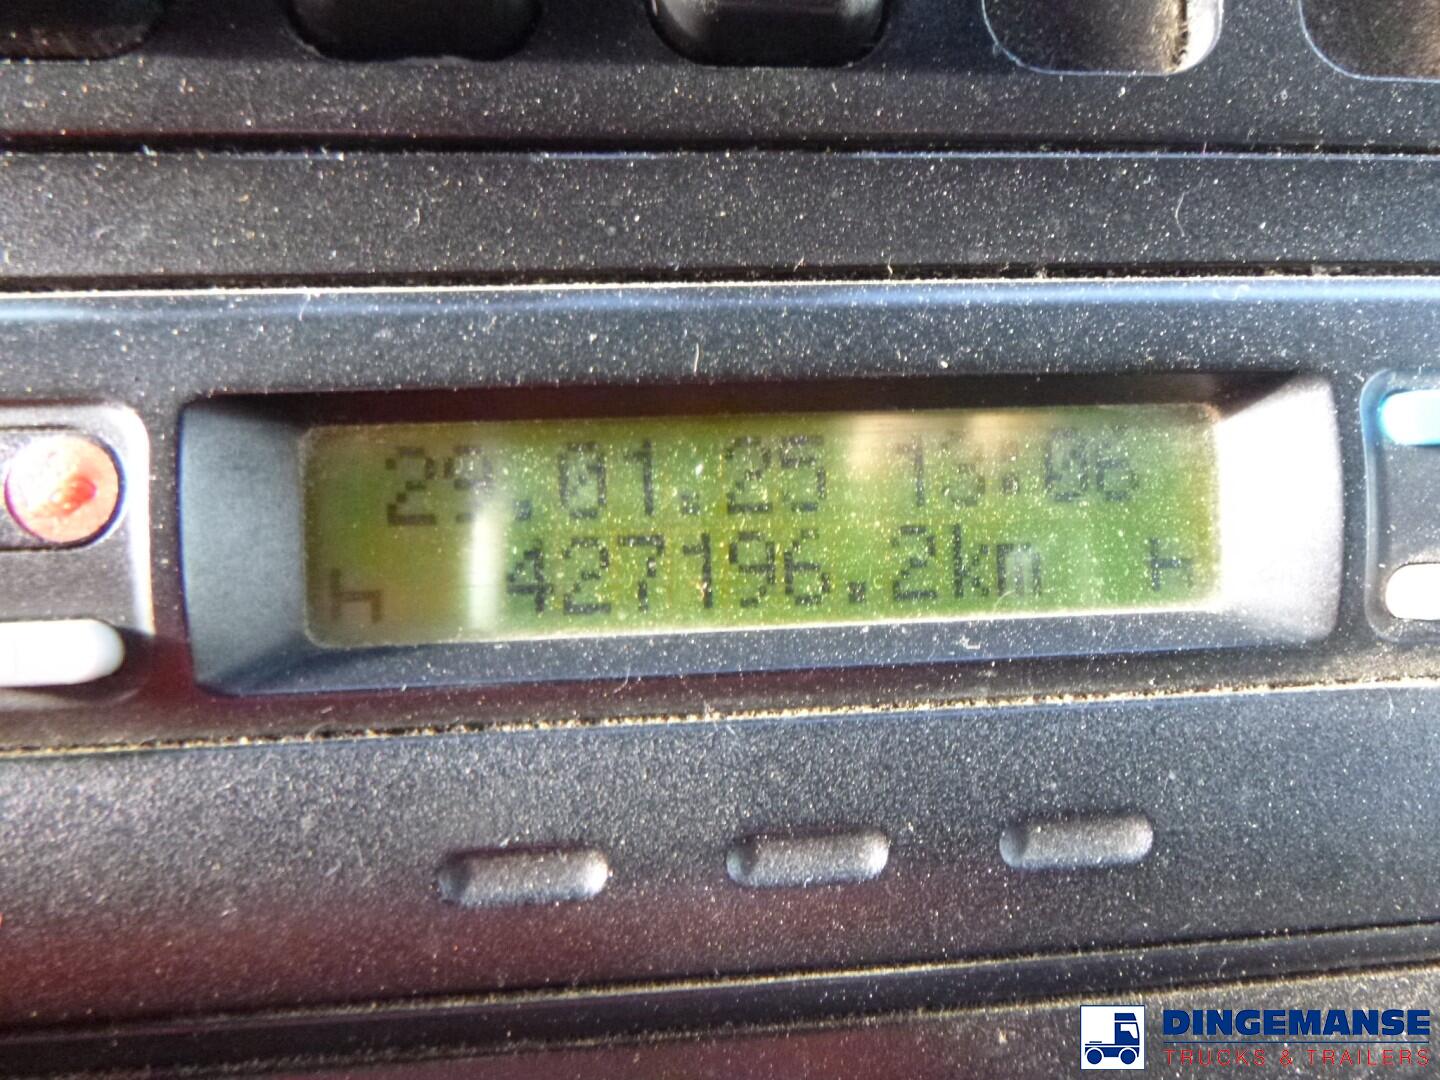 29.01.25 13:06
427196.2km
DINGEMANSE
TRUCKS & TRAILERS